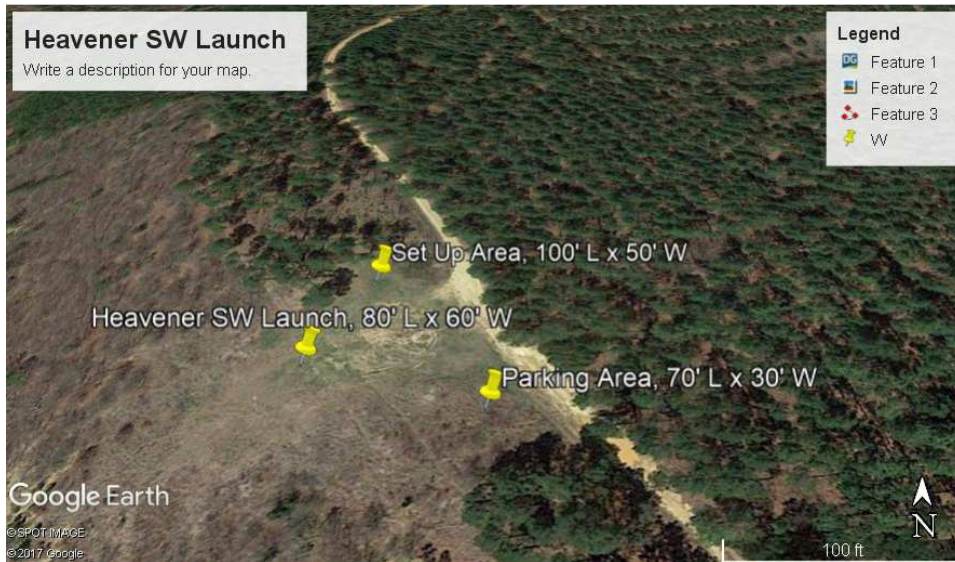 Heavener SW Launch
Write a description for your map.
Legend
Feature 1
Feature 2
Feature 3
W
Set Up Area, 100' L x 50' W
Heavener SW Launch, 80' L x 60' W
Parking Area, 70' L x 30' W
Google Earth
©SPOT IMAGE
©2017 Google
N
100 ft